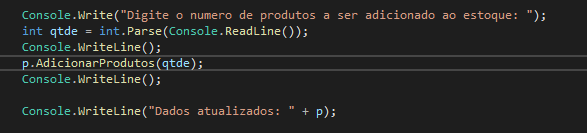 Console.Write("Digite o numero de produtos a ser adicionado ao estoque: ");
int qtde = int.Parse(Console.ReadLine());
Console.WriteLine();
p.AdicionarProdutos(qtde);
Console.WriteLine();
Console.WriteLine("Dados atualizados: " + p);